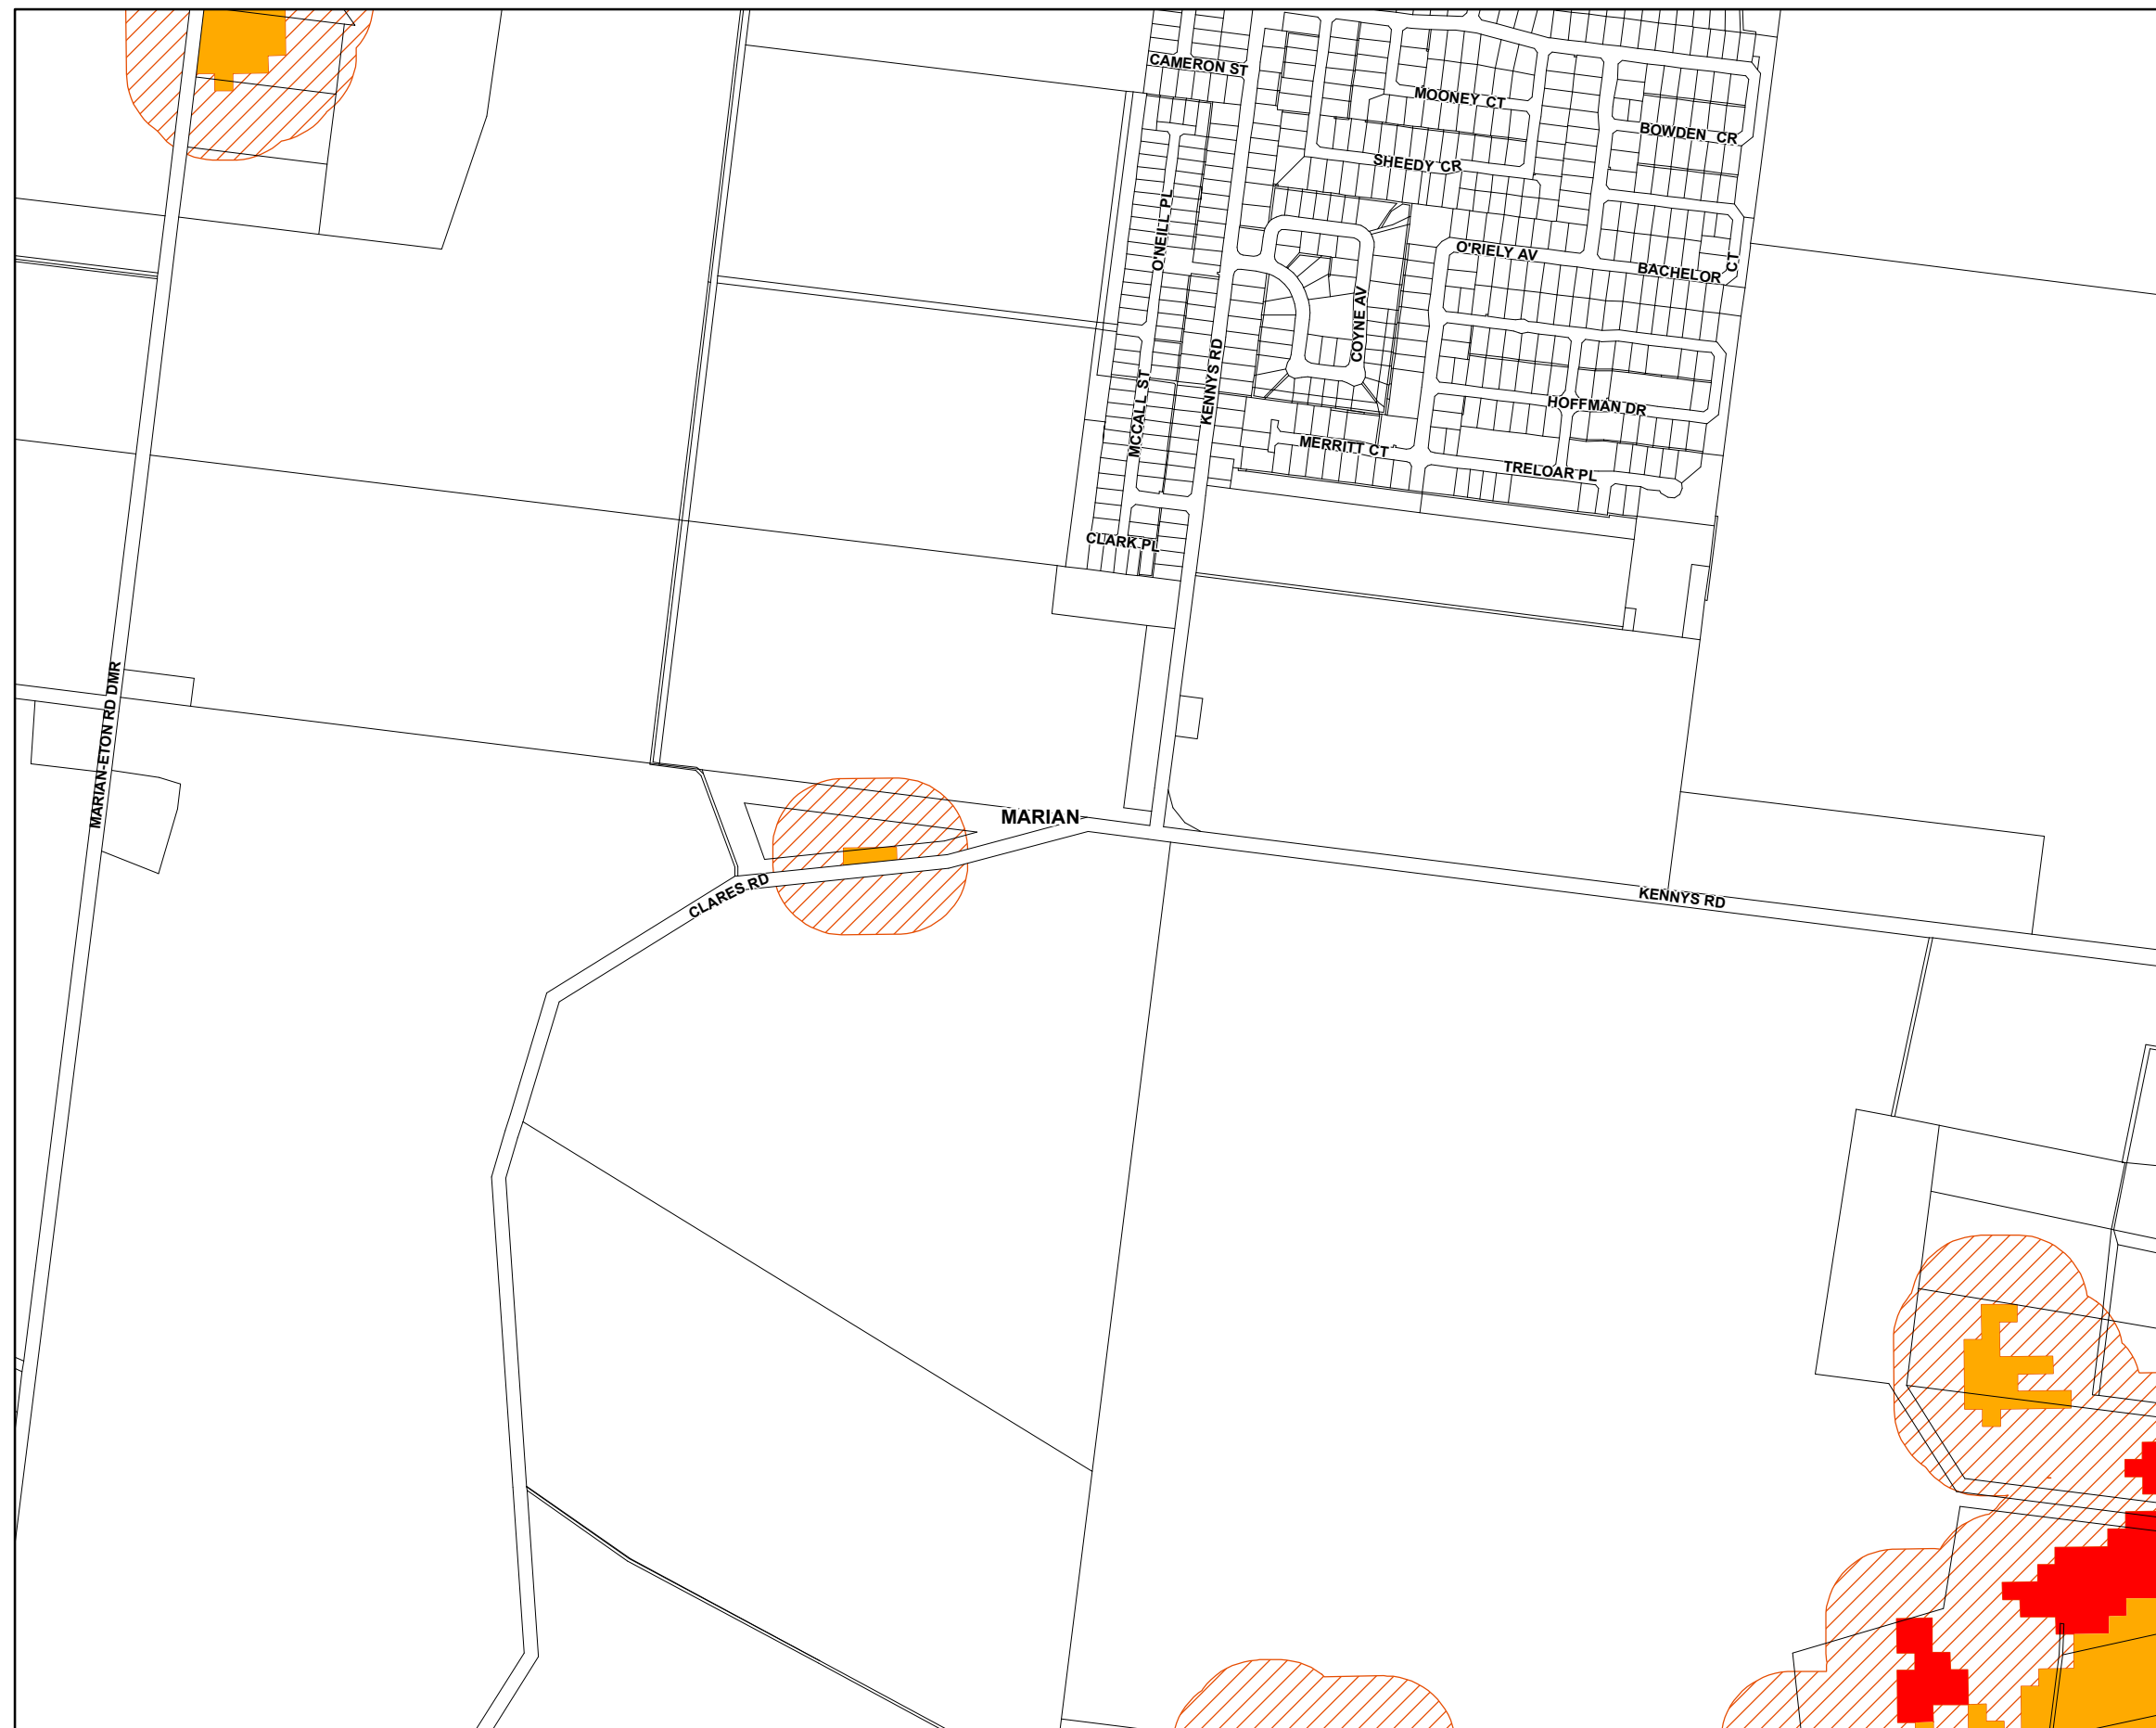 CAMERON ST
MOONEY CT
BOWDEN CR
SHEEDY CR
O'NEILL PL
O'RIELY AV
BACHELOR CT
COYNE AV
KENNYS RD
MCCALL ST
HOFFMAN DR
MERRITT CT
TRELOAR PL
CLARK PL
MARIAN-ETON RD DMR
MARIAN
CLARES RD
KENNYS RD